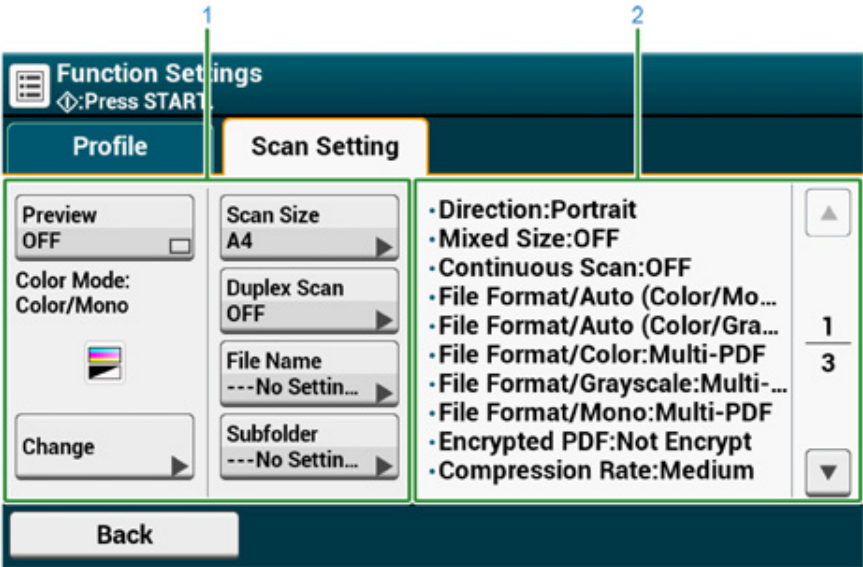 1
2
Function Settings
:Press START.
Profile
Scan Setting
Preview
OFF
Color Mode:
Color/Mono
Change
Scan Size
A4
Duplex Scan
OFF
File Name
---No Settin...
Subfolder
---No Settin...
·Direction:Portrait
·Mixed Size:OFF
·Continuous Scan:OFF
·File Format/Auto (Color/Mo...
·File Format/Auto (Color/Gra...
·File Format/Color:Multi-PDF
·File Format/Grayscale:Multi-...
·File Format/Mono:Multi-PDF
·Encrypted PDF:Not Encrypt
·Compression Rate:Medium
1
3
Back